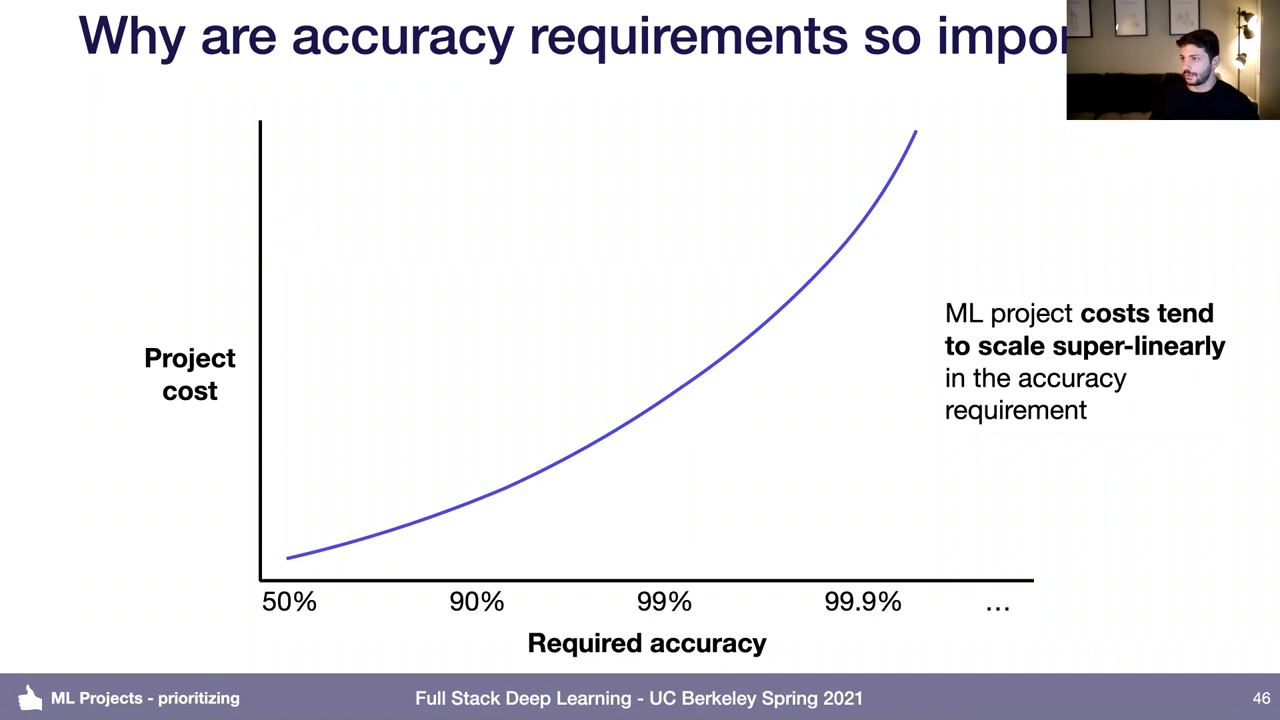 Why are accuracy requirements so
Project
cost
ML project costs tend
to scale super-linearly
in the accuracy
requirement
50% 90% 99% 99.9% …
Required accuracy
ML Projects - prioritizing
Full Stack Deep Learning - UC Berkeley Spring 2021
46